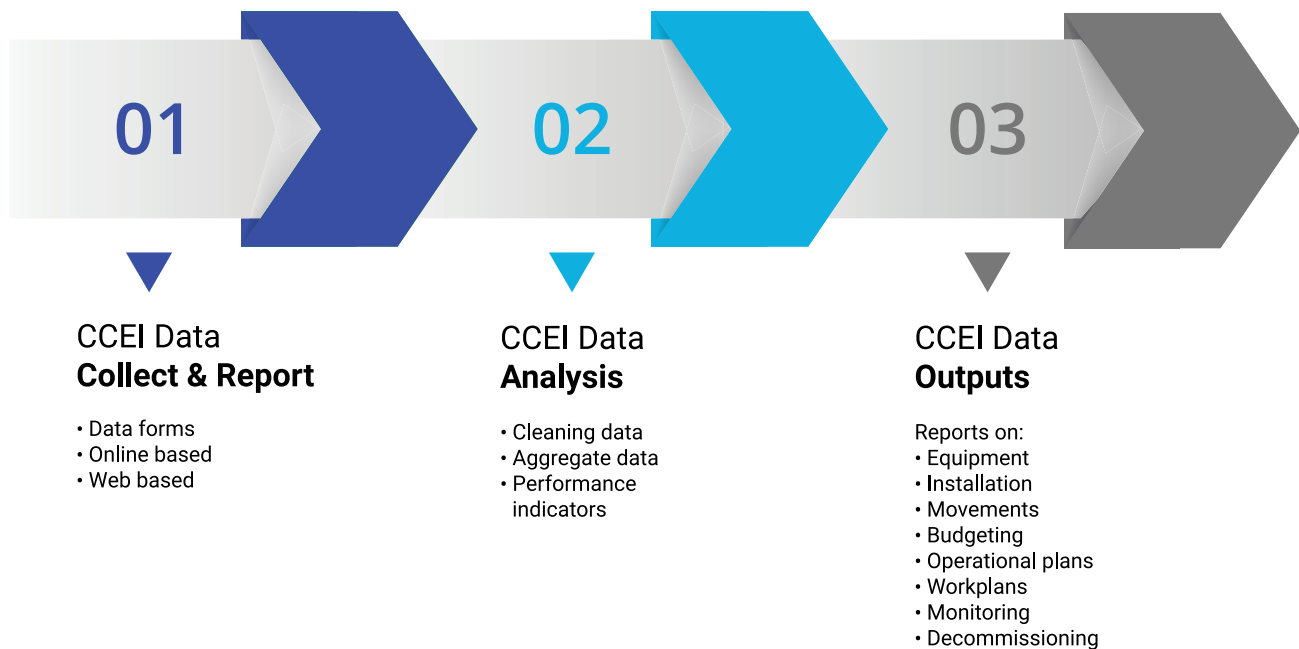 01
02
03
CCEI Data
Collect & Report
• Data forms
• Online based
• Web based
CCEI Data
Analysis
• Cleaning data
• Aggregate data
• Performance
indicators
CCEI Data
Outputs
Reports on:
• Equipment
• Installation
• Movements
• Budgeting
• Operational plans
• Workplans
• Monitoring
• Decommissioning